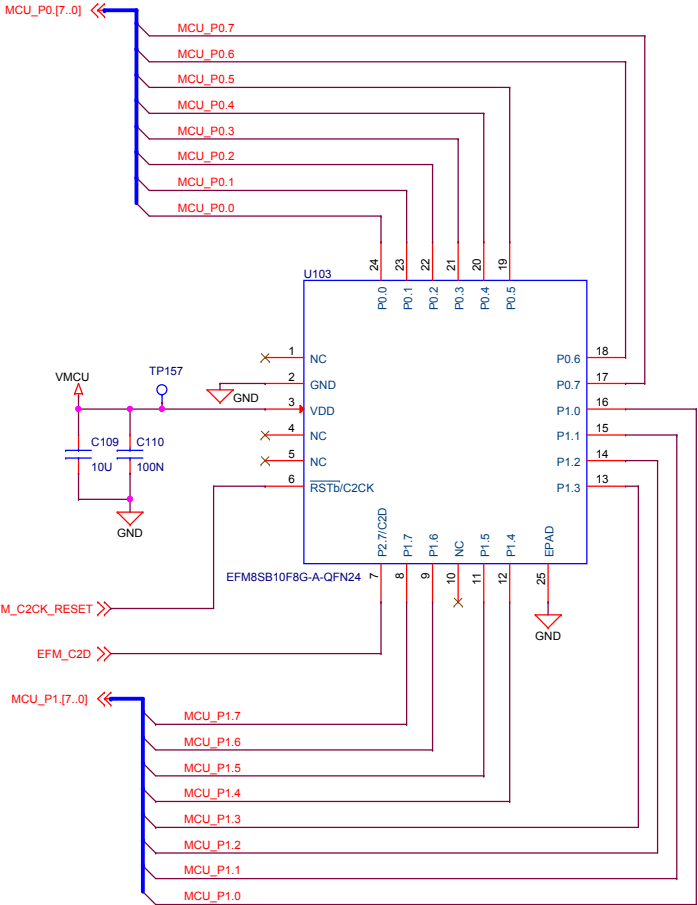 MCU_P0.[7..0]
MCU_P0.7
MCU_P0.6
MCU_P0.5
MCU_P0.4
MCU_P0.3
MCU_P0.2
MCU_P0.1
MCU_P0.0
24 23 22 21 20 19
U103
P0.0 P0.1 P0.2 P0.3 P0.4 P0.5
1 NC
P0.6 18
2 GND
GND
P0.7 17
VMCU
TP157
3 VDD
P1.0 16
4 NC
P1.1 15
C109
10U
C110
100N
5 NC
P1.2 14
6 RSTb/C2CK
P1.3 13
GND
P2.7/C2D P1.7 P1.6 NC P1.5 P1.4 EPAD
EFM8SB10F8G-A-QFN24
7 8 9 10 11 12 25
M_C2CK_RESET
GND
EFM_C2D
MCU_P1.[7..0]
MCU_P1.7
MCU_P1.6
MCU_P1.5
MCU_P1.4
MCU_P1.3
MCU_P1.2
MCU_P1.1
MCU_P1.0